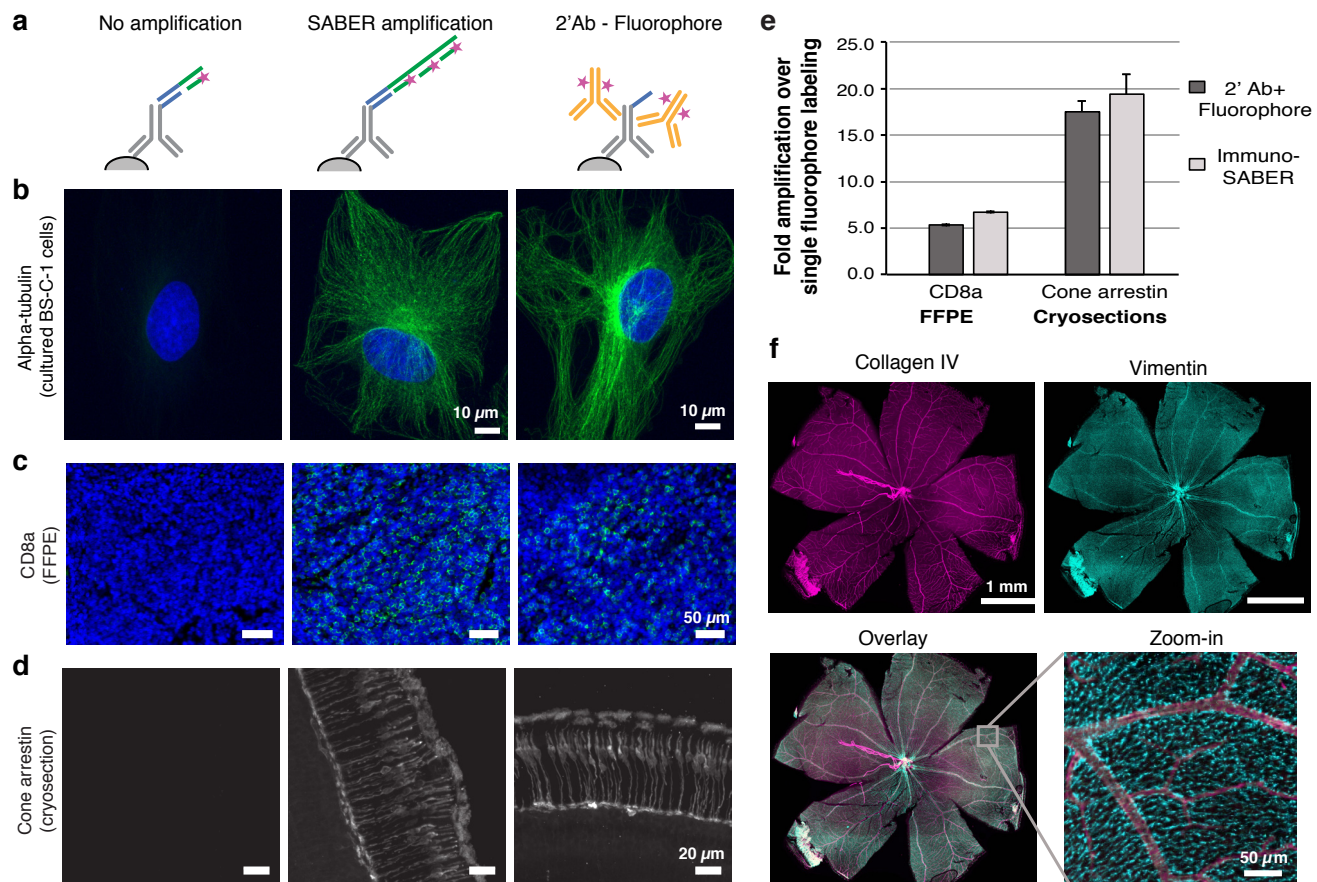 a
No amplification
SABER amplification
2'Ab - Fluorophore
b
Alpha-tubulin
(cultured BS-C-1 cells)
10 µm
10 µm
c
CD8a
(FFPE)
50 µm
d
Cone arrestin
(cryosection)
20 µm
e
Fold amplification over
single fluorophore labeling
25.0
20.0
15.0
10.0
5.0
0.0
CD8a
FFPE
Cone arrestin
Cryosections
2' Ab+
Fluorophore
Immuno-
SABER
f
Collagen IV
Vimentin
1 mm
Overlay
Zoom-in
50 µm